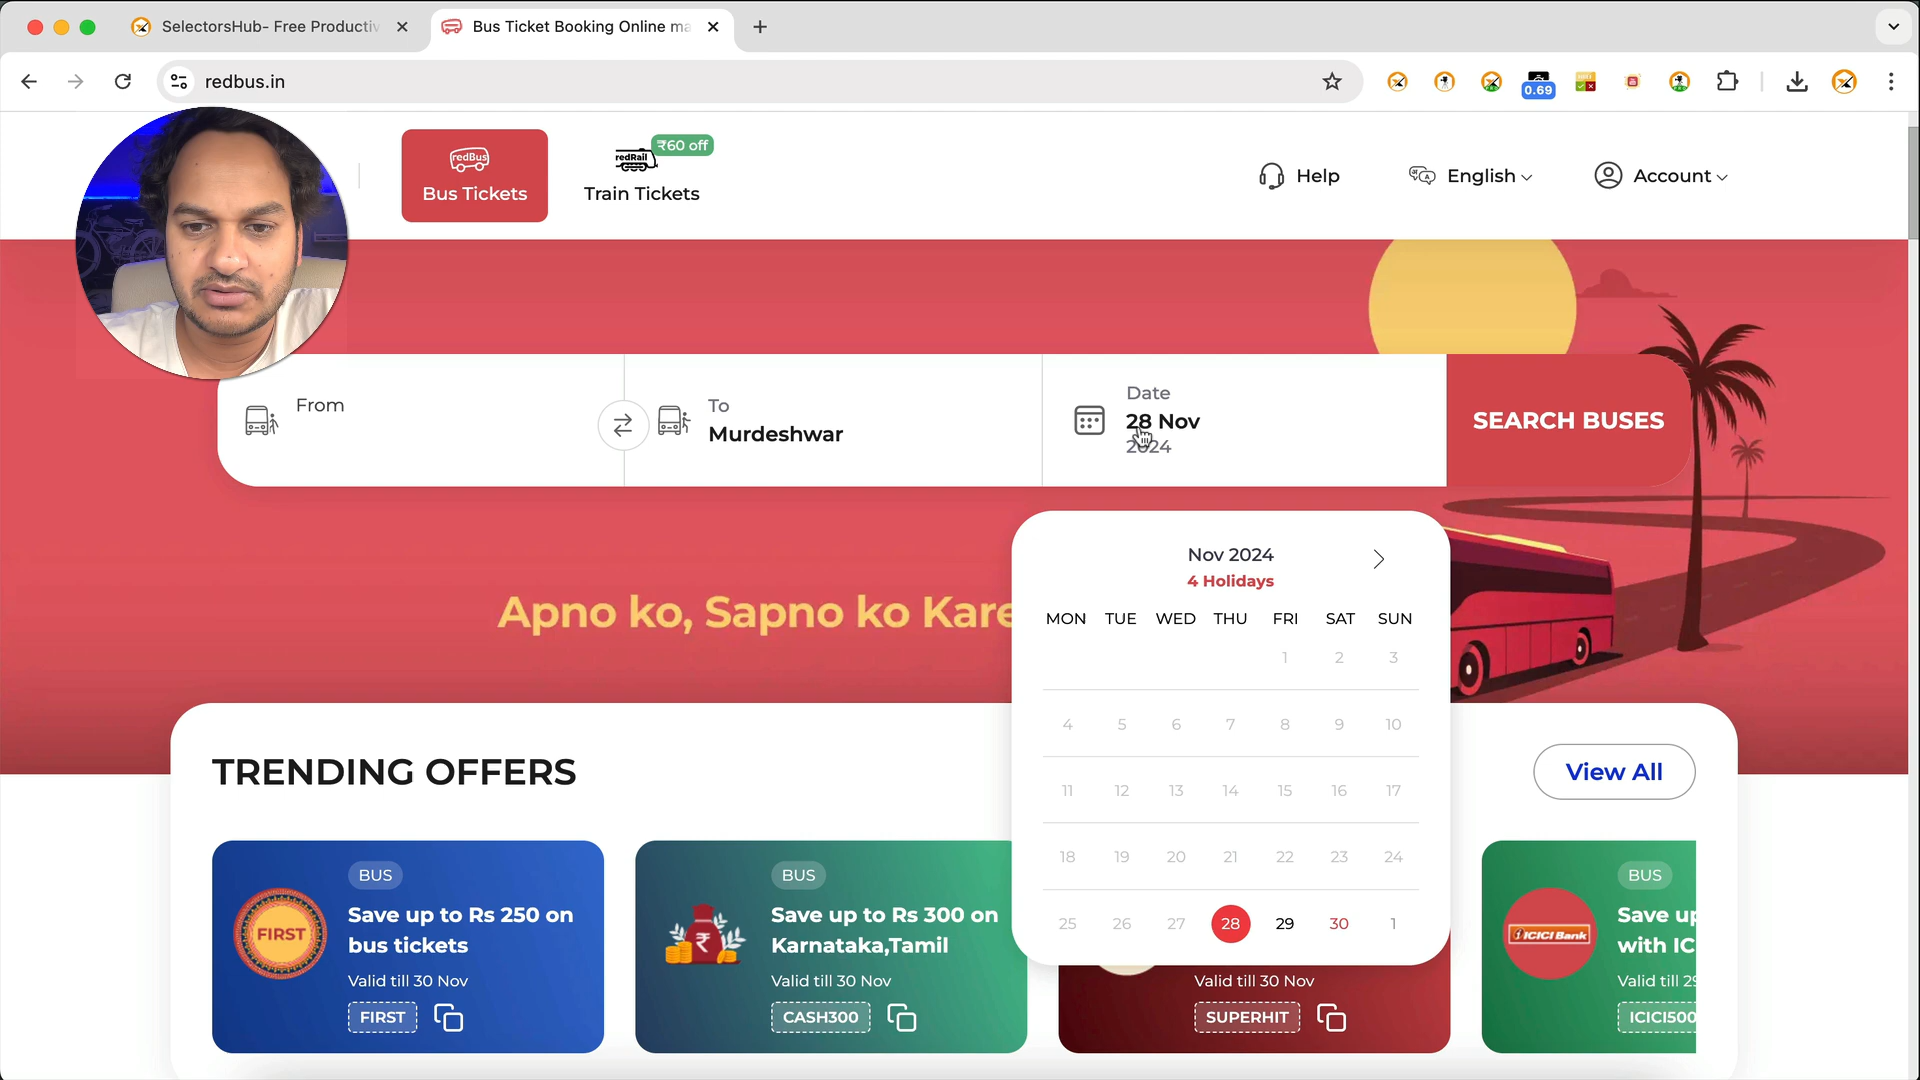 SelectorsHub- Free Productiv
Bus Ticket Booking Online ma
redbus.in
0.69
redBus
Bus Tickets
redRail
₹60 off
Train Tickets
Help
English
Account
From
To
Murdeshwar
Date
28 Nov
2024
SEARCH BUSES
Apno ko, Sapno ko Kare
Nov 2024
4 Holidays
MON TUE WED THU FRI SAT SUN
1 2 3
4 5 6 7 8 9 10
11 12 13 14 15 16 17
18 19 20 21 22 23 24
25 26 27 28 29 30 1
TRENDING OFFERS
View All
BUS
Save up to Rs 250 on
bus tickets
Valid till 30 Nov
FIRST
FIRST
BUS
Save up to Rs 300 on
Karnataka,Tamil
Valid till 30 Nov
CASH300
Valid till 30 Nov
SUPERHIT
BUS
Save up
with IC
Valid till 29
ICICI Bank
ICICI500